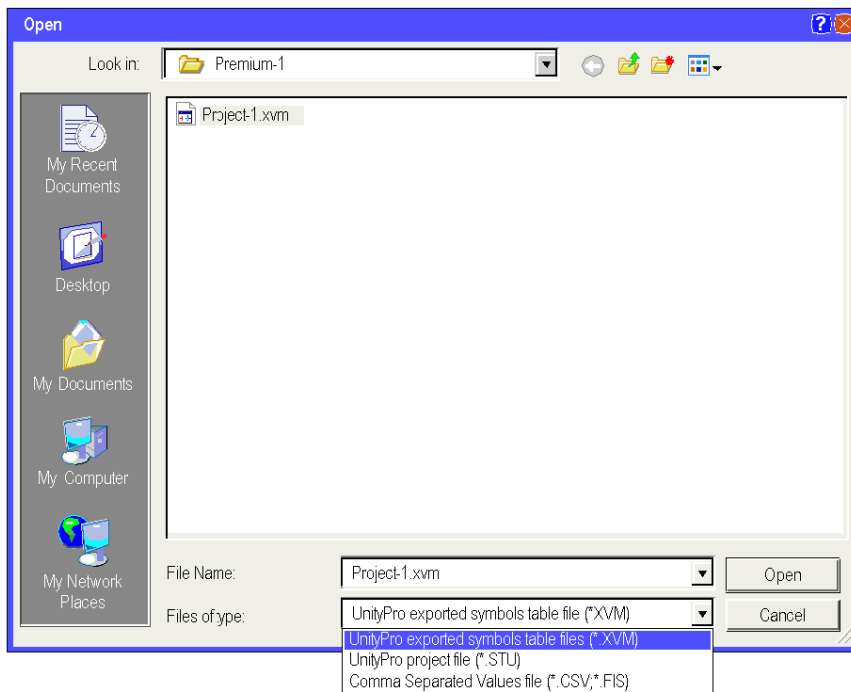 Open
Look in:
Premium-1
Project-1.xvm
My Recent
Documents
Desktop
My Documents
My Computer
My Network
Places
File Name:
Project-1.xvm
Open
Files of type:
UnityPro exported symbols table file (*XVM)
Cancel
UnityPro exported symbols table files (*.XVM)
UnityPro project file (*.STU)
Comma Separated Values file (*.CSV;*.FIS)